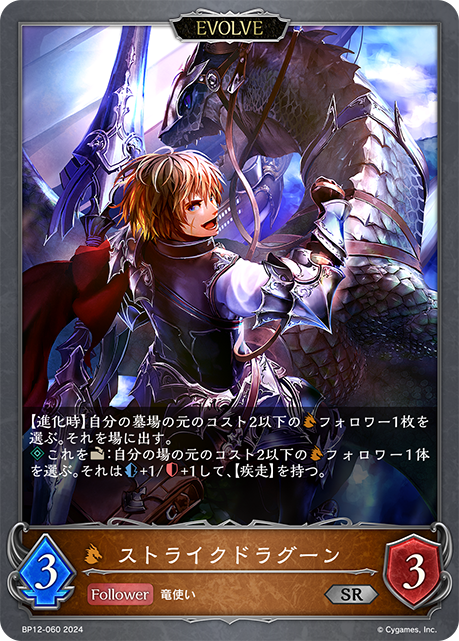 EVOLVE
【進化時】自分の墓場の元のコスト2以下のフォロワー1枚を
選ぶ。それを場に出す。
これを:自分の場の元のコスト2以下のフォロワー1体
を選ぶ。それは+1/+1して、【疾走】を持つ。
ストライクドラグーン
3
Follower 竜使い
SR
3
BP12-060 2024
© Cygames, Inc.